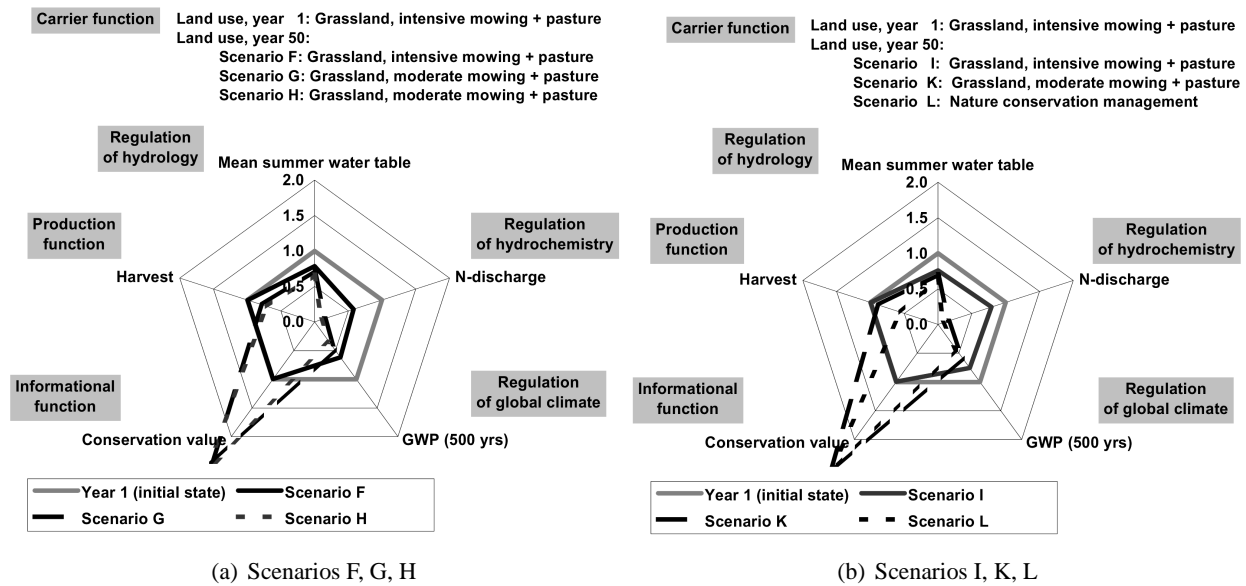 Carrier function
Land use, year 1: Grassland, intensive mowing + pasture
Land use, year 50:
Scenario F: Grassland, intensive mowing + pasture
Scenario G: Grassland, moderate mowing + pasture
Scenario H: Grassland, moderate mowing + pasture
Regulation
of hydrology
Mean summer water table
2.0
1.5
1.0
0.5
0.0
Production
function
Harvest
Regulation
of hydrochemistry
N-discharge
Informational
function
Conservation value
Regulation
of global climate
GWP (500 yrs)
Year 1 (initial state)
Scenario F
Scenario G
Scenario H
(a) Scenarios F, G, H
Carrier function
Land use, year 1: Grassland, intensive mowing + pasture
Land use, year 50:
Scenario I: Grassland, intensive mowing + pasture
Scenario K: Grassland, moderate mowing + pasture
Scenario L: Nature conservation management
Regulation
of hydrology
Mean summer water table
2.0
1.5
1.0
0.5
0.0
Production
function
Harvest
Regulation
of hydrochemistry
N-discharge
Informational
function
Conservation value
Regulation
of global climate
GWP (500 yrs)
Year 1 (initial state)
Scenario I
Scenario K
Scenario L
(b) Scenarios I, K, L